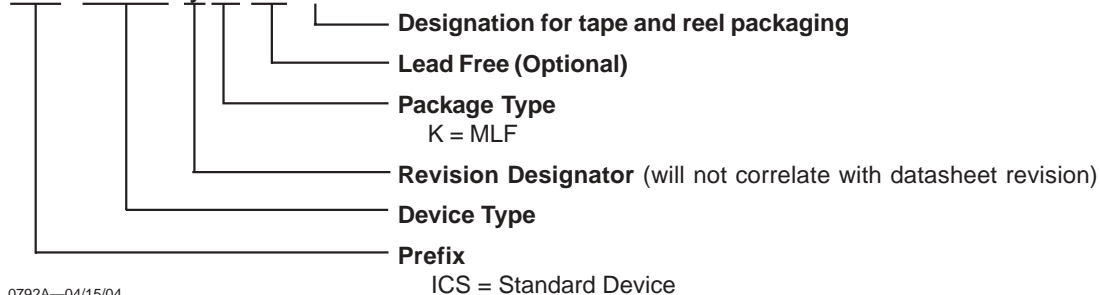 Designation for tape and reel packaging
Lead Free (Optional)
Package Type
K = MLF
Revision Designator (will not correlate with datasheet revision)
Device Type
Prefix
ICS = Standard Device
0792A—04/15/04